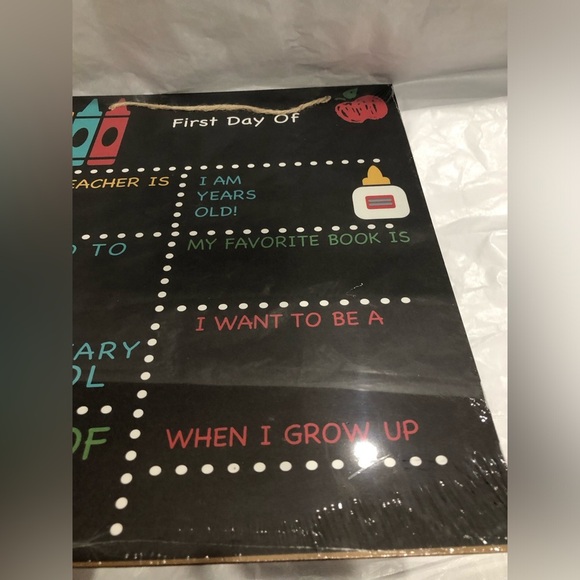 First Day Of
EACHER IS
I AM
YEARS
OLD!
TO
MY FAVORITE BOOK IS
I WANT TO BE A
ARY
OL
WHEN I GROW UP
OF